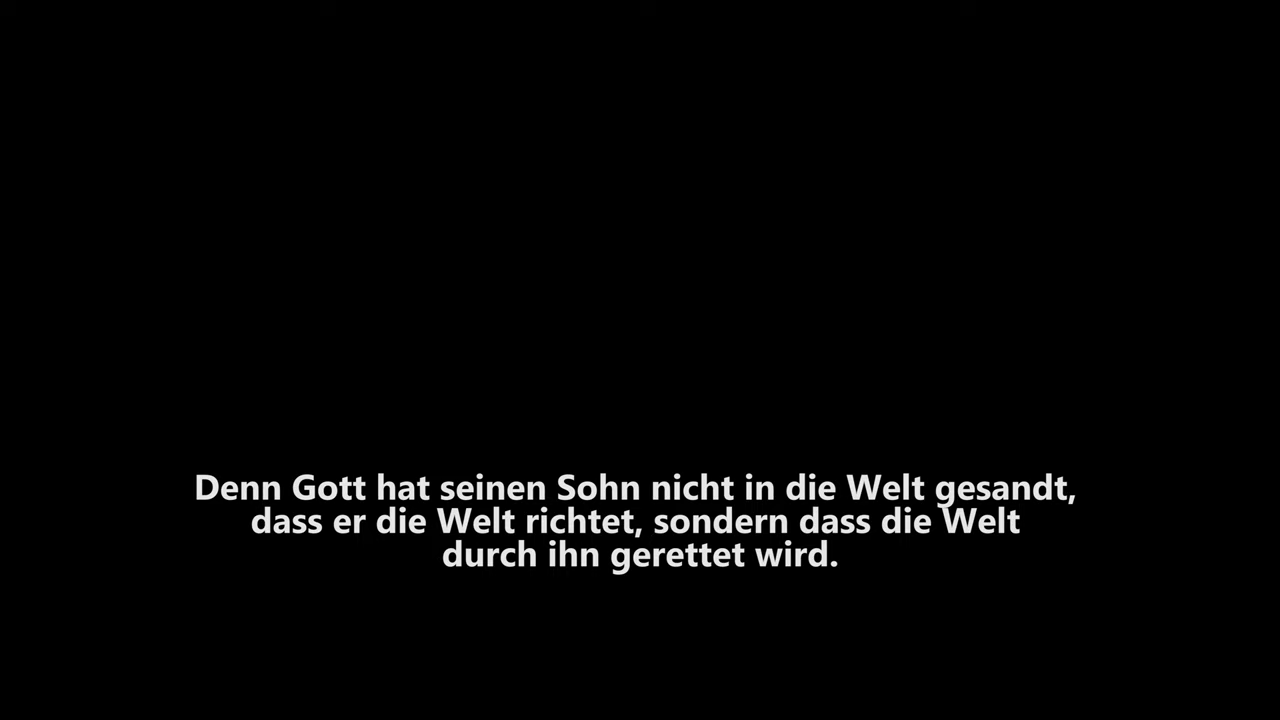 Denn Gott hat seinen Sohn nicht in die Welt gesandt,
dass er die Welt richtet, sondern dass die Welt
durch ihn gerettet wird.